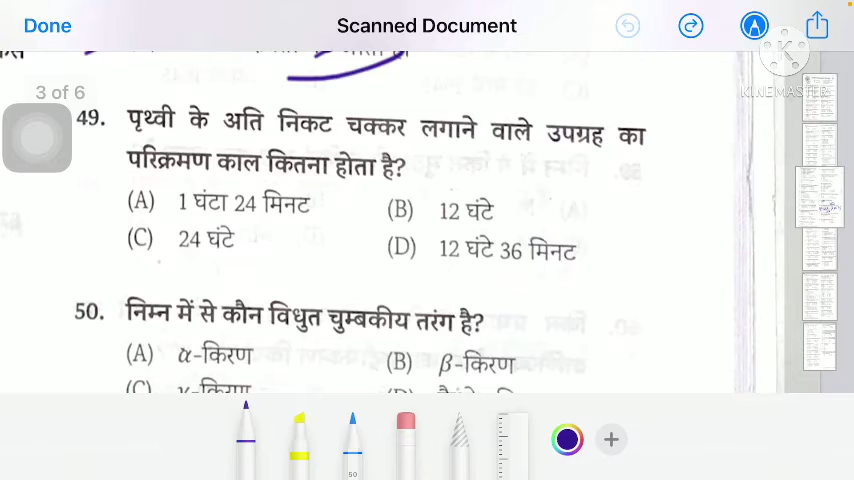 Done
Scanned Document
KINEMASTER
3 of 6
49. पृथ्वी के अति निकट चक्कर लगाने वाले उपग्रह का
परिक्रमण काल कितना होता है?
(A) 1 घंटा 24 मिनट
(B) 12 घंटे
(C) 24 घंटे
(D) 12 घंटे 36 मिनट
50. निम्न में से कौन विधुत चुम्बकीय तरंग है?
(A) α-किरण
(B) β-किरण
(C) γ-किरण
50